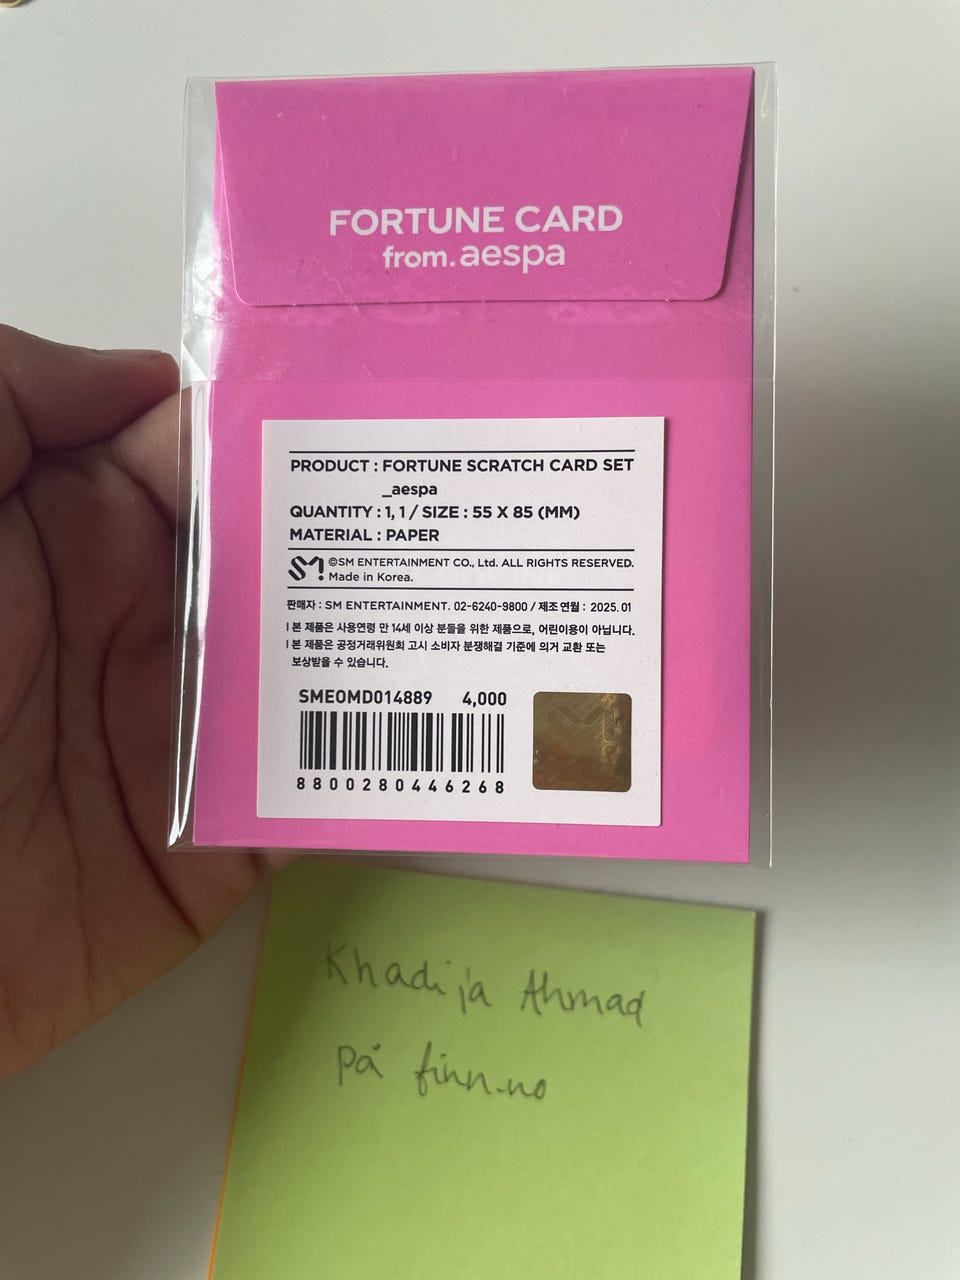 FORTUNE CARD
from. aespa
PRODUCT : FORTUNE SCRATCH CARD SET
_aespa
QUANTITY : 1, 1 / SIZE : 55 X 85 (MM)
MATERIAL : PAPER
SM ©SM ENTERTAINMENT CO., Ltd. ALL RIGHTS RESERVED.
Made in Korea.
판매자 : SM ENTERTAINMENT. 02-6240-9800 / 제조 연월 : 2025. 01
| 본 제품은 사용연령 만 14세 이상 분들을 위한 제품으로, 어린이용이 아닙니다.
| 본 제품은 공정거래위원회 고시 소비자 분쟁해결 기준에 의거 교환 또는
보상받을 수 있습니다.
SMEOMD014889 4,000
8800280446268
SM
Khadija Ahmad
på finn.no